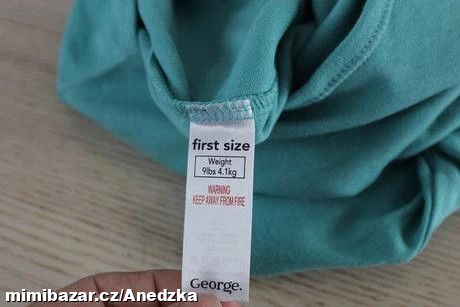 first size
Weight
9lbs 4.1kg
WARNING
KEEP AWAY FROM FIRE
George.
mimibazar.cz/Anedzka